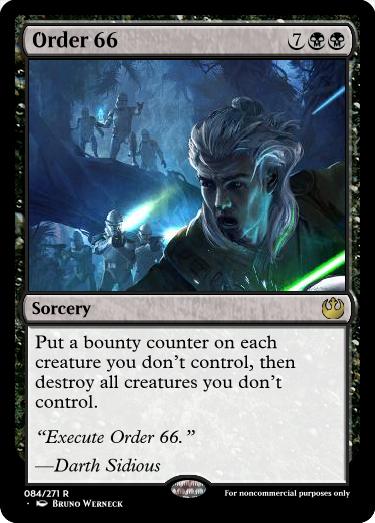 Order 66 7
Sorcery
Put a bounty counter on each
creature you don't control, then
destroy all creatures you don't
control.
“Execute Order 66.”
—Darth Sidious
084/271 R
· Bruno Werneck
For noncommercial purposes only